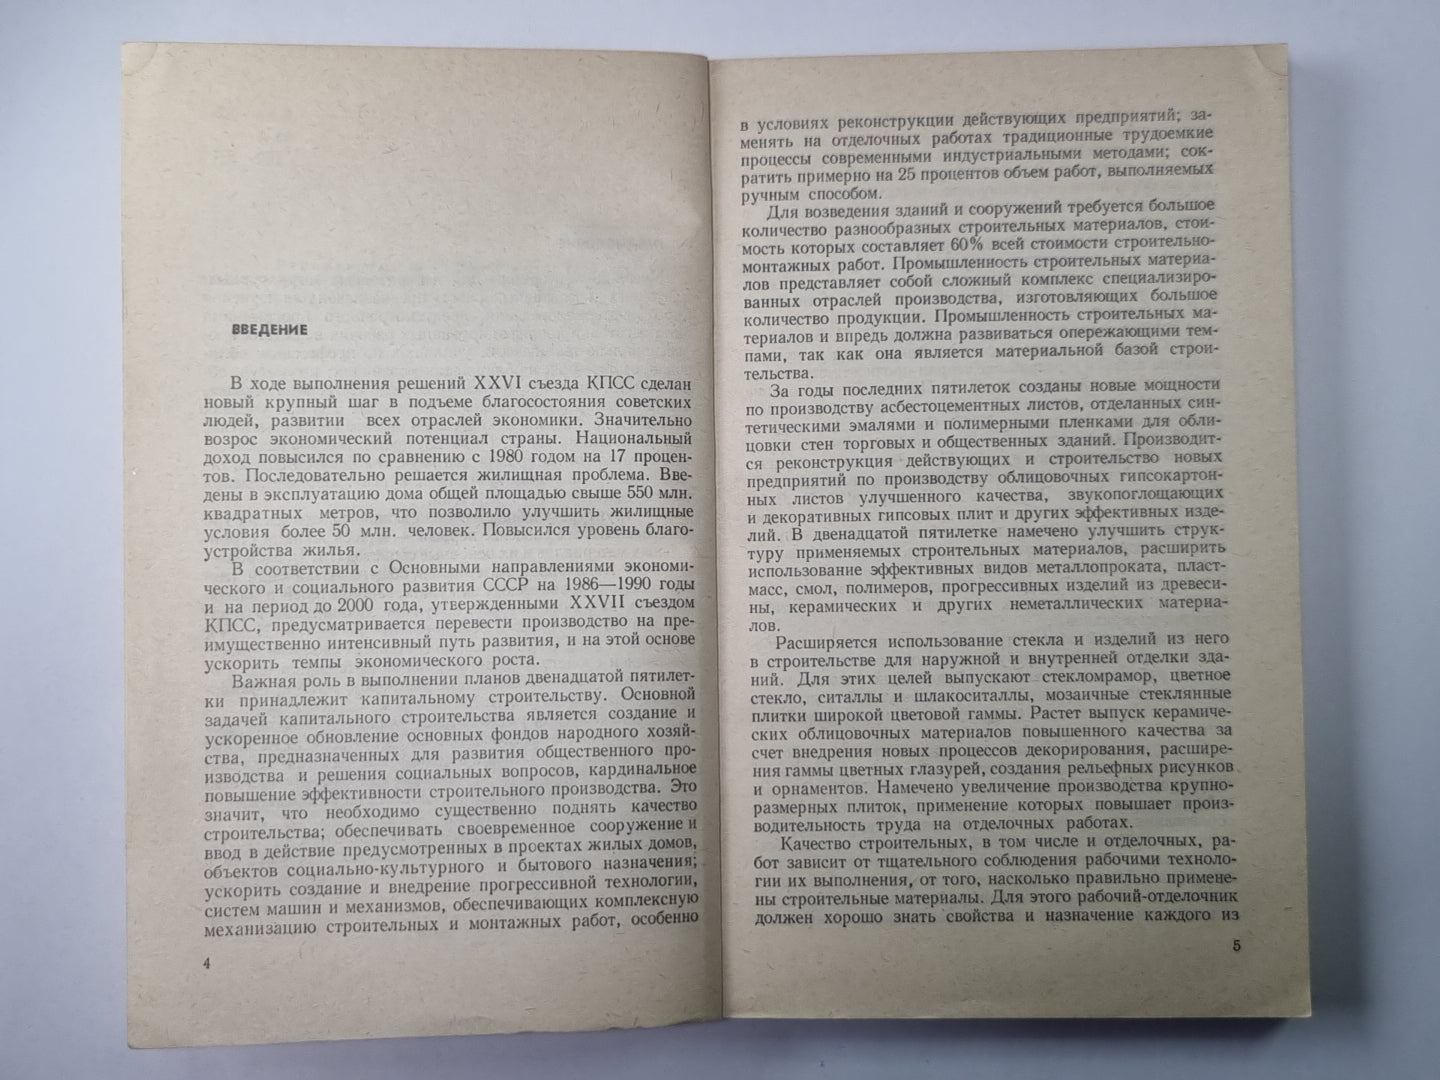 ВВЕДЕНИЕ
В ходе выполнения решений XXVI съезда КПСС сделан
новый крупный шаг в подъеме благосостояния советских
людей, развитии всех отраслей экономики. Значительно
возрос экономический потенциал страны. Национальный
доход повысился по сравнению с 1980 годом на 17 процен-
тов. Последовательно решается жилищная проблема. Вве-
дены в эксплуатацию дома общей площадью свыше 550 млн.
квадратных метров, что позволило улучшить жилищные
условия более 50 млн. человек. Повысился уровень благо-
устройства жилья.
В соответствии с Основными направлениями экономи-
ческого и социального развития СССР на 1986—1990 годы
и на период до 2000 года, утвержденными XXVII съездом
КПСС, предусматривается перевести производство на пре-
имущественно интенсивный путь развития, и на этой основе
ускорить темпы экономического роста.
Важная роль в выполнении планов двенадцатой пятилет-
ки принадлежит капитальному строительству. Основной
задачей капитального строительства является создание и
ускоренное обновление основных фондов народного хозяй-
ства, предназначенных для развития общественного про-
изводства и решения социальных вопросов, кардинальное
повышение эффективности строительного производства. Это
значит, что необходимо существенно поднять качество
строительства; обеспечивать своевременное сооружение и
ввод в действие предусмотренных в проектах жилых домов,
объектов социально-культурного и бытового назначения;
ускорить создание и внедрение прогрессивной технологии,
систем машин и механизмов, обеспечивающих комплексную
механизацию строительных и монтажных работ, особенно
4
в условиях реконструкции действующих предприятий; за-
менять на отделочных работах традиционные трудоемкие
процессы современными индустриальными методами; сок-
ратить примерно на 25 процентов объем работ, выполняемых
ручным способом.
Для возведения зданий и сооружений требуется большое
количество разнообразных строительных материалов, стои-
мость которых составляет 60% всей стоимости строительно-
монтажных работ. Промышленность строительных материа-
лов представляет собой сложный комплекс специализиро-
ванных отраслей производства, изготовляющих большое
количество продукции. Промышленность строительных ма-
териалов и впредь должна развиваться опережающими тем-
пами, так как она является материальной базой строи-
тельства.
За годы последних пятилеток созданы новые мощности
по производству асбестоцементных листов, отделанных син-
тетическими эмалями и полимерными пленками для обли-
цовки стен торговых и общественных зданий. Производит-
ся реконструкция действующих и строительство новых
предприятий по производству облицовочных гипсокартон-
ных листов улучшенного качества, звукопоглощающих
и декоративных гипсовых плит и других эффективных изде-
лий. В двенадцатой пятилетке намечено улучшить струк-
туру применяемых строительных материалов, расширить
использование эффективных видов металлопроката, пласт-
масс, смол, полимеров, прогрессивных изделий из древеси-
ны, керамических и других неметаллических материа-
лов.
Расширяется использование стекла и изделий из него
в строительстве для наружной и внутренней отделки зда-
ний. Для этих целей выпускают стекломрамор, цветное
стекло, ситаллы и шлакоситаллы, мозаичные стеклянные
плитки широкой цветовой гаммы. Растет выпуск керамиче-
ских облицовочных материалов повышенного качества за
счет внедрения новых процессов декорирования, расшире-
ния гаммы цветных глазурей, создания рельефных рисунков
и орнаментов. Намечено увеличение производства крупно-
размерных плиток, применение которых повышает произ-
водительность труда на отделочных работах.
Качество строительных, в том числе и отделочных, ра-
бот зависит от тщательного соблюдения рабочими техноло-
гии их выполнения, от того, насколько правильно примене-
ны строительные материалы. Для этого рабочий-отделочник
должен хорошо знать свойства и назначение каждого из
5